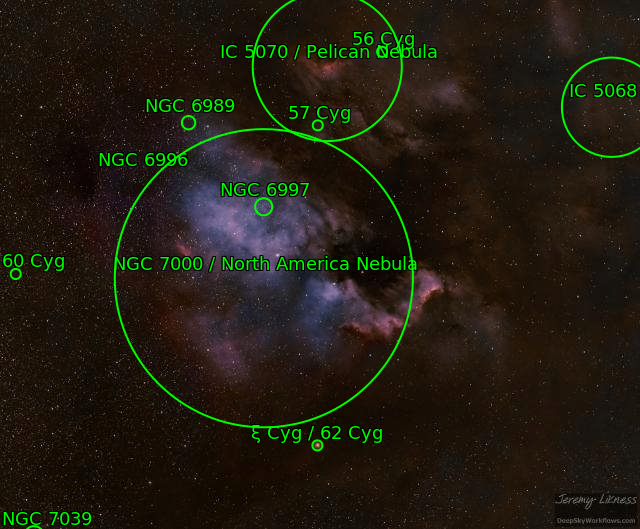 56 Cyg
IC 5070 / Pelican Nebula
IC 5068
NGC 6989
57 Cyg
NGC 6996
NGC 6997
60 Cyg
NGC 7000 / North America Nebula
ξ Cyg / 62 Cyg
Jeremy Likness
NGC 7039
DeepSkyWorkflows.com